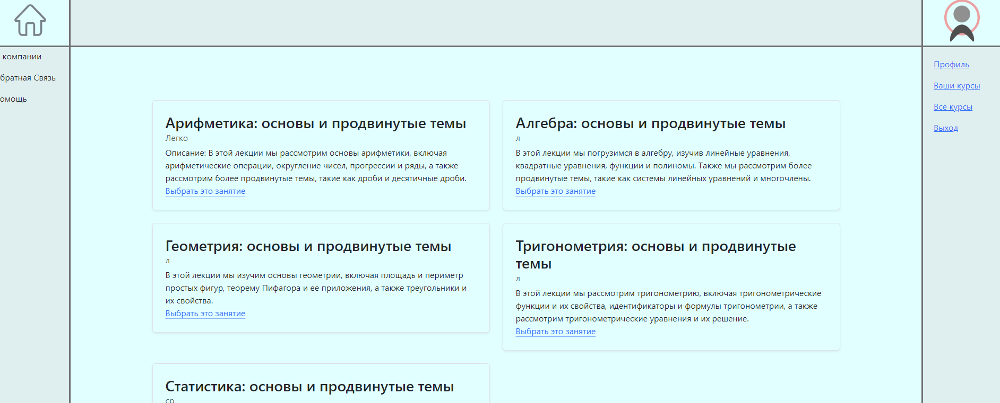 компании
братная Связь
омощь
Арифметика: основы и продвинутые темы
Легко
Описание: В этой лекции мы рассмотрим основы арифметики, включая
арифметические операции, округление чисел, прогрессии и ряды, а также
рассмотрим более продвинутые темы, такие как дроби и десятичные дроби.
Выбрать это занятие
Алгебра: основы и продвинутые темы
л
В этой лекции мы погрузимся в алгебру, изучив линейные уравнения,
квадратные уравнения, функции и полиномы. Также мы рассмотрим более
продвинутые темы, такие как системы линейных уравнений и многочлены.
Выбрать это занятие
Геометрия: основы и продвинутые темы
л
В этой лекции мы изучим основы геометрии, включая площадь и периметр
простых фигур, теорему Пифагора и ее приложения, а также треугольники и
их свойства.
Выбрать это занятие
Тригонометрия: основы и продвинутые
темы
л
В этой лекции мы рассмотрим тригонометрию, включая тригонометрические
функции и их свойства, идентификаторы и формулы тригонометрии, а также
рассмотрим тригонометрические уравнения и их решение.
Выбрать это занятие
Статистика: основы и продвинутые темы
ср
Профиль
Ваши курсы
Все курсы
Выход